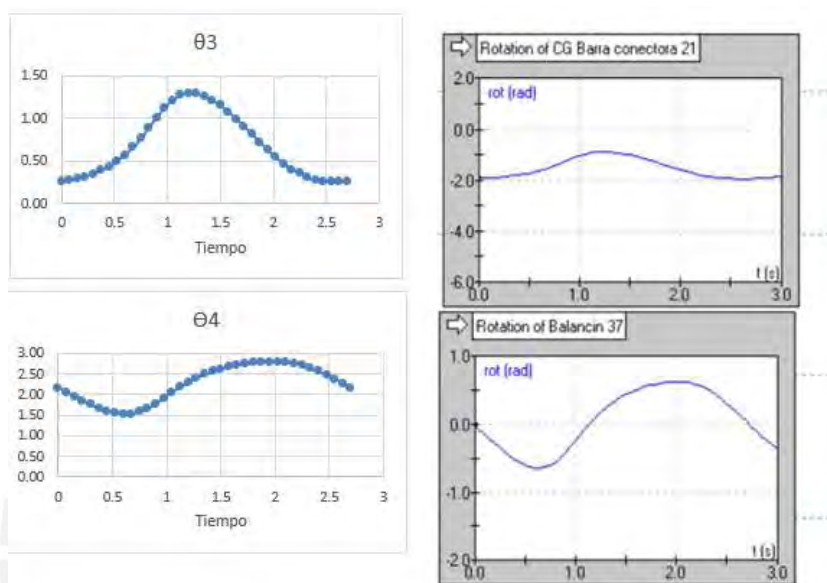 θ3
1.50
1.00
0.50
0.00
0 0.5 1 1.5 2 2.5 3
Tiempo
Rotation of CG Barra conectora 21
2.0
rot (rad)
0.0
-2.0
-4.0
-6.0
t (s)
0.0 1.0 2.0 3.0
θ4
3.00
2.50
2.00
1.50
1.00
0.50
0.00
0 0.5 1 1.5 2 2.5 3
Tiempo
Rotation of Balancin 37
1.0
rot (rad)
0.0
-1.0
-2.0
t (s)
0.0 1.0 2.0 3.0